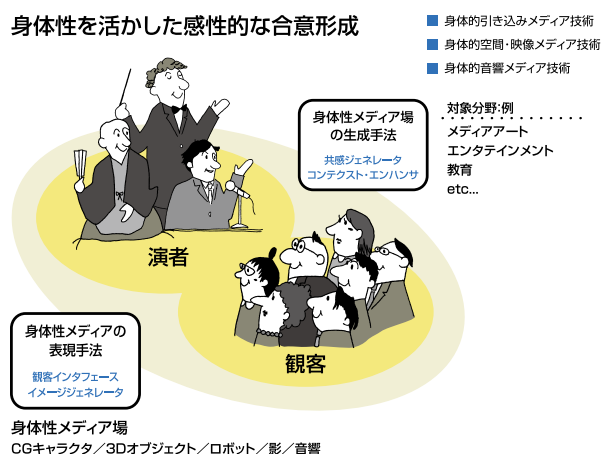 身体性を活かした感性的な合意形成
身体的引き込みメディア技術
身体的空間・映像メディア技術
身体的音響メディア技術
身体性メディア場
の生成手法
共感ジェネレータ
コンテクスト・エンハンサ
対象分野:例
メディアアート
エンタテインメント
教育
etc...
演者
観客
身体性メディアの
表現手法
観客インタフェース
イメージジェネレータ
身体性メディア場
CGキャラクタ／3Dオブジェクト／ロボット／影／音響